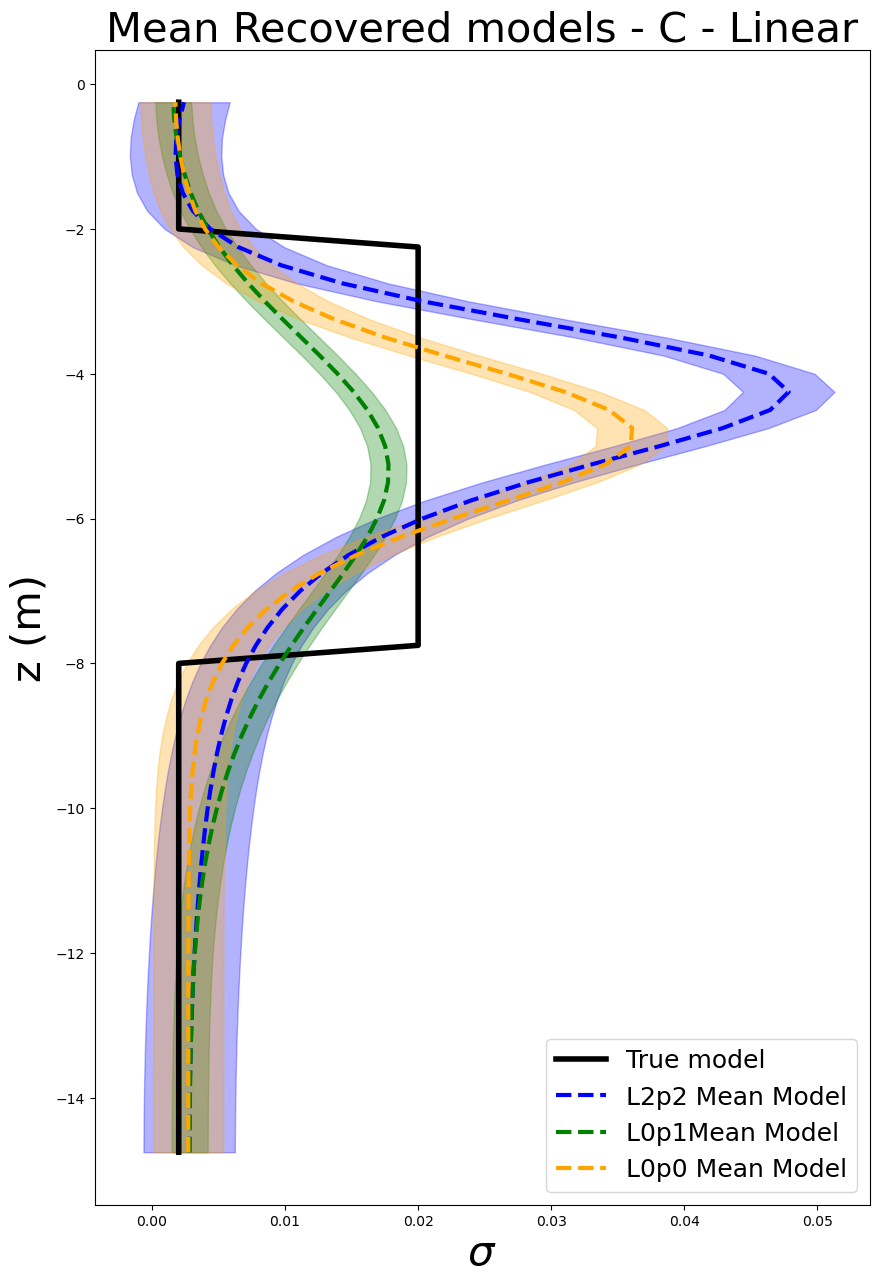 Mean Recovered models - C - Linear
0
−2
−4
−6
−8
−10
−12
−14
z (m)
0.00
0.01
0.02
0.03
0.04
0.05
σ
True model
L2p2 Mean Model
L0p1Mean Model
L0p0 Mean Model